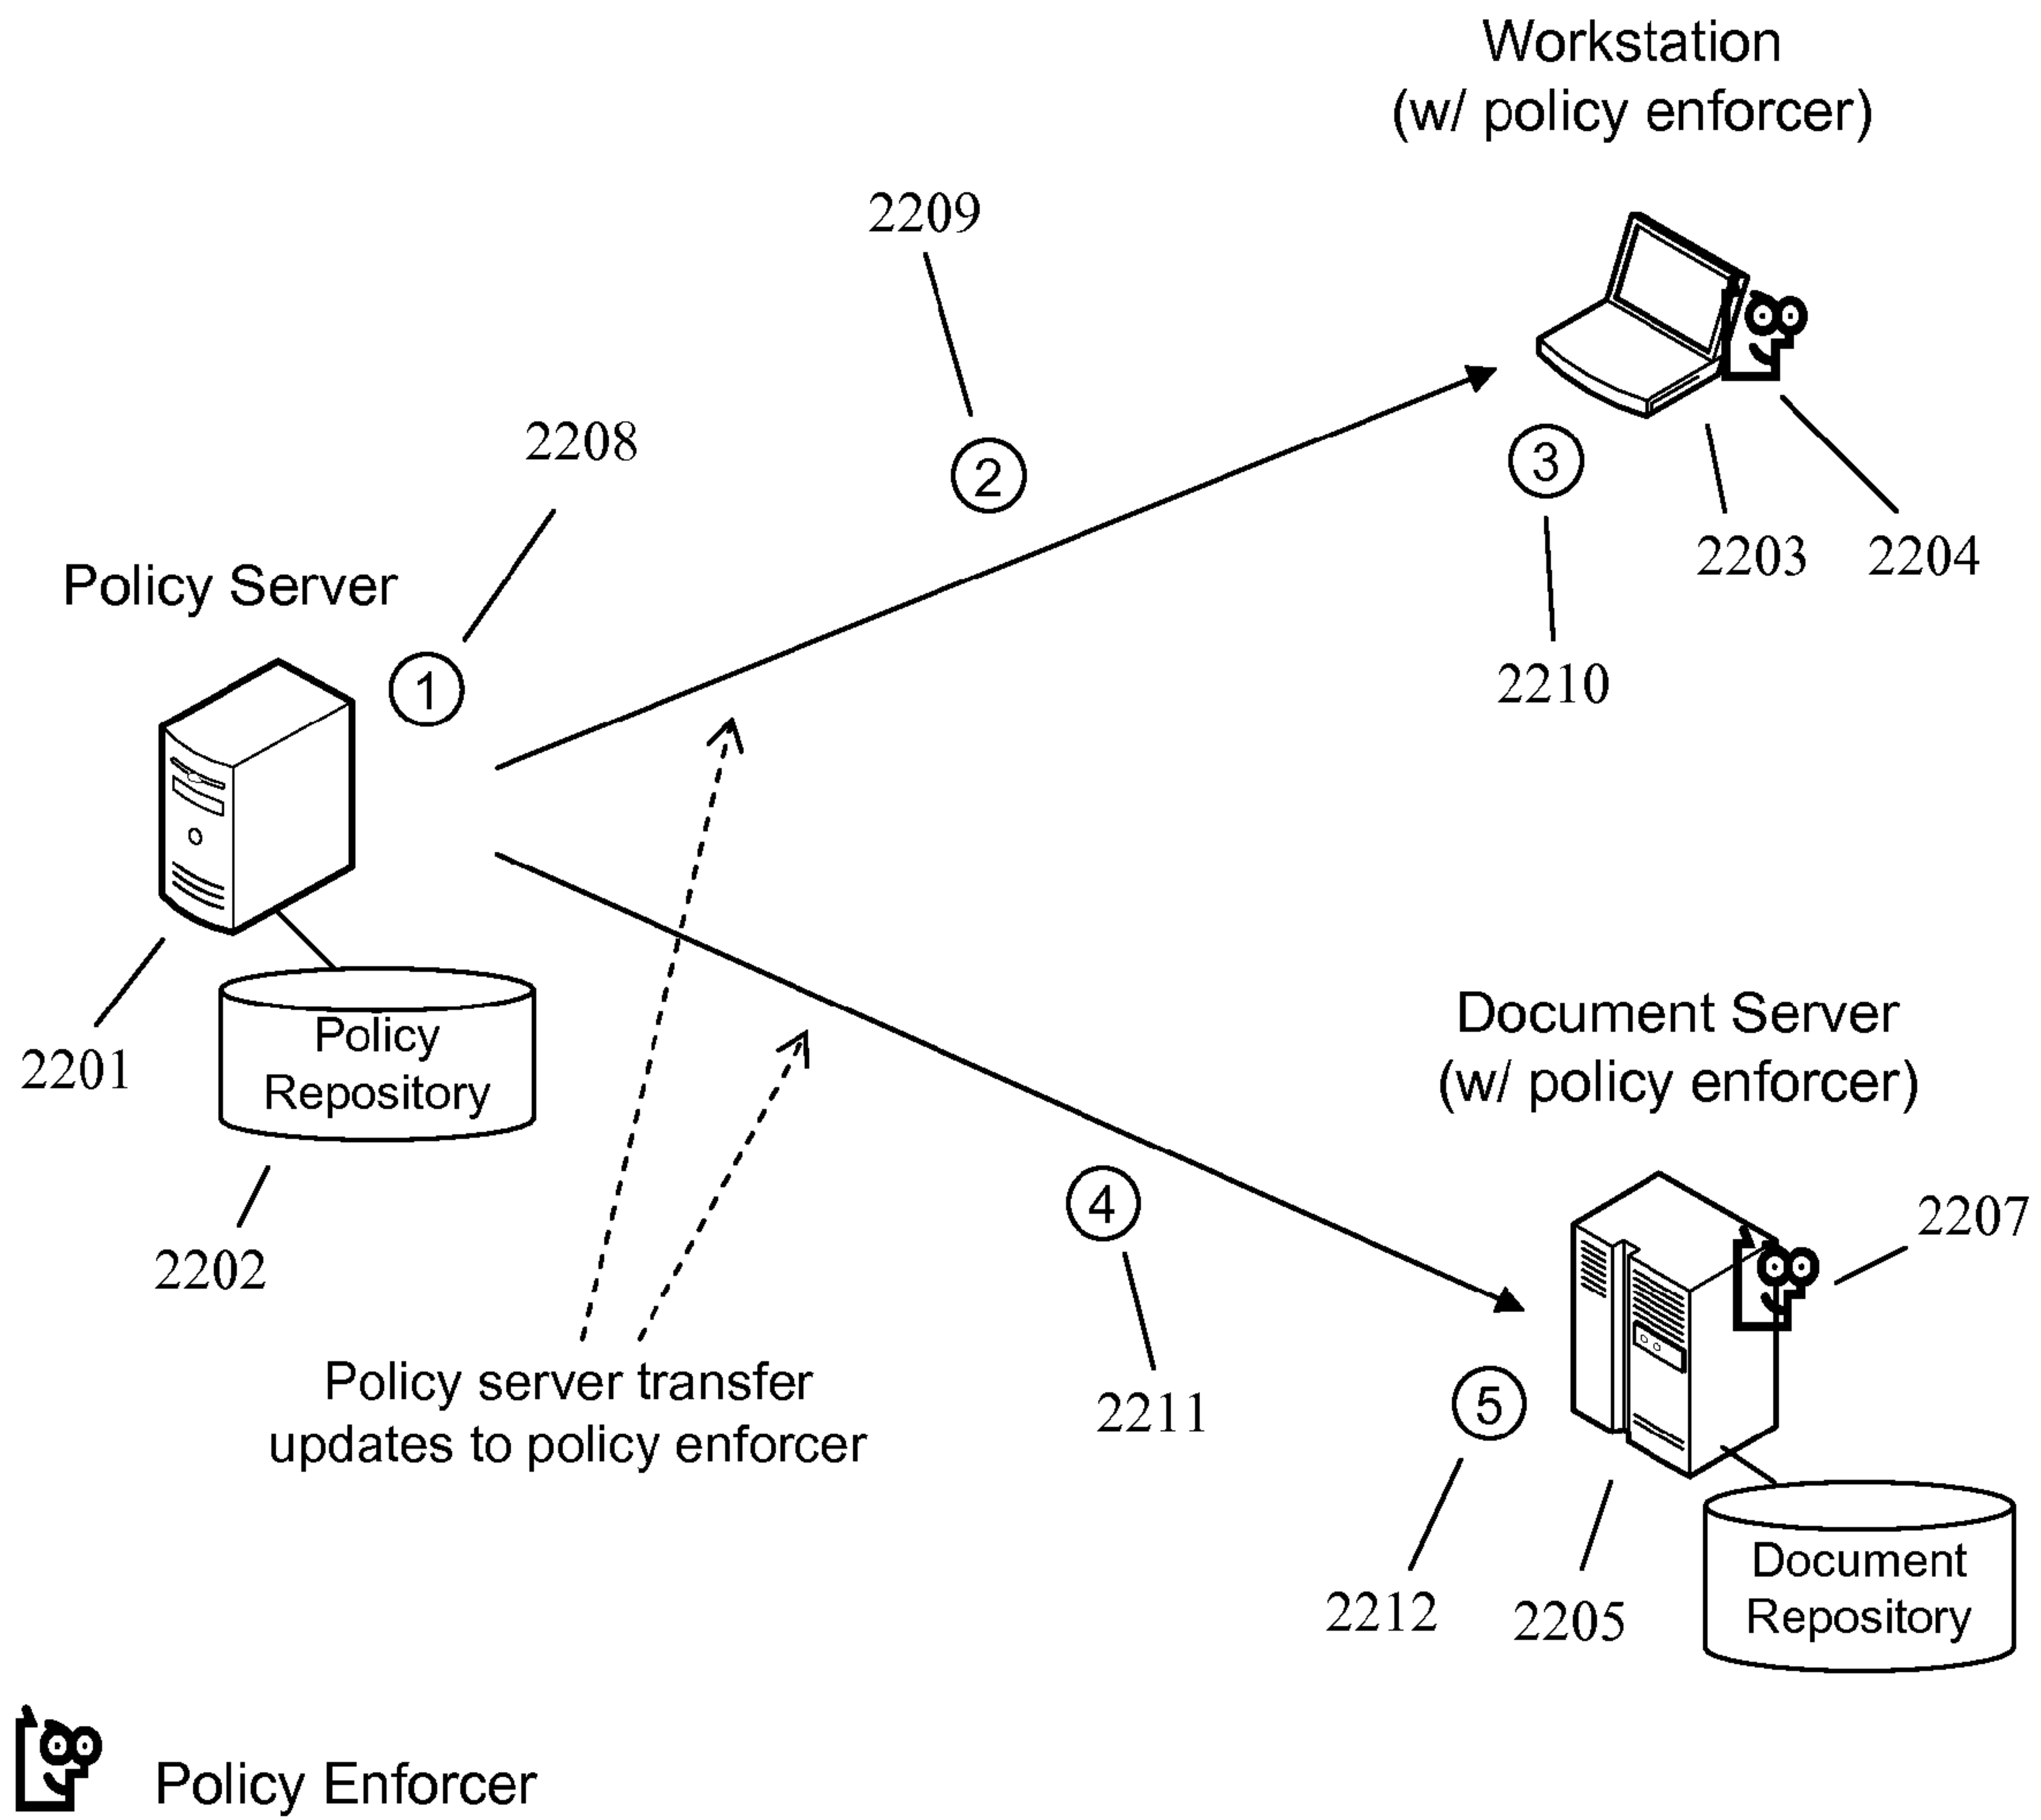 Workstation
(w/ policy enforcer)
2209
2208
2
3
2203
2204
Policy Server
1
2210
2201
Policy
Repository
2202
Document Server
(w/ policy enforcer)
4
2207
Policy server transfer
updates to policy enforcer
2211
5
2212
2205
Document
Repository
Policy Enforcer